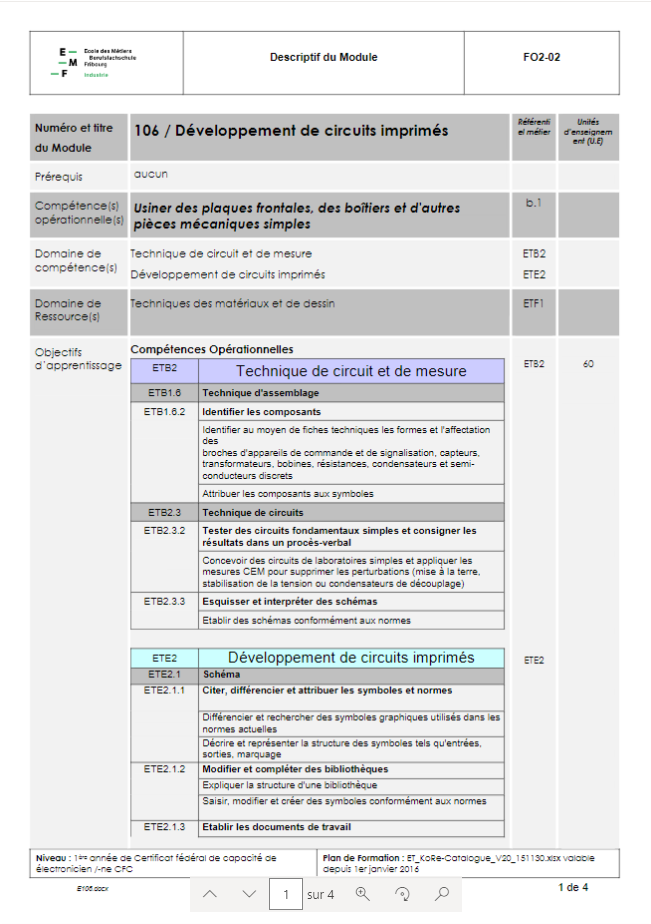 E
M
F
Ecole des Métiers
Berufsfachschule
Fribourg
Industrie
Descriptif du Module
FO2-02
Numéro et titre
du Module
106 / Développement de circuits imprimés
Référenti
el métier
Unités
d'enseignem
ent (U.E)
Prérequis
aucun
Compétence(s)
opérationnelle(s)
Usiner des plaques frontales, des boîtiers et d'autres
pièces mécaniques simples
b.1
Domaine de
compétence(s)
Technique de circuit et de mesure
ETB2
Développement de circuits imprimés
ETE2
Domaine de
Ressource(s)
Techniques des matériaux et de dessin
ETF1
Objectifs
d'apprentissage
Compétences Opérationnelles
ETB2
Technique de circuit et de mesure
ETB2
60
ETB1.6
Technique d'assemblage
ETB1.6.2
Identifier les composants
Identifier au moyen de fiches techniques les formes et l'affectation
des
broches d'appareils de commande et de signalisation, capteurs,
transformateurs, bobines, résistances, condensateurs et semi-
conducteurs discrets
Attribuer les composants aux symboles
ETB2.3
Technique de circuits
ETB2.3.2
Tester des circuits fondamentaux simples et consigner les
résultats dans un procès-verbal
Concevoir des circuits de laboratoires simples et appliquer les
mesures CEM pour supprimer les perturbations (mise à la terre,
stabilisation de la tension ou condensateurs de découplage)
ETB2.3.3
Esquisser et interpréter des schémas
Etablir des schémas conformément aux normes
ETE2
Développement de circuits imprimés
ETE2
ETE2.1
Schéma
ETE2.1.1
Citer, différencier et attribuer les symboles et normes
Différencier et rechercher des symboles graphiques utilisés dans les
normes actuelles
Décrire et représenter la structure des symboles tels qu'entrées,
sorties, marquage
ETE2.1.2
Modifier et compléter des bibliothèques
Expliquer la structure d'une bibliothèque
Saisir, modifier et créer des symboles conformément aux normes
ETE2.1.3
Etablir les documents de travail
Niveau : 1ère année de Certificat fédéral de capacité de
électronicien /-ne CFC
Plan de Formation : ET_KoRe-Catalogue_V20_151130.xlsx valable
depuis 1er janvier 2016
E106.docx
1 de 4
1
sur 4